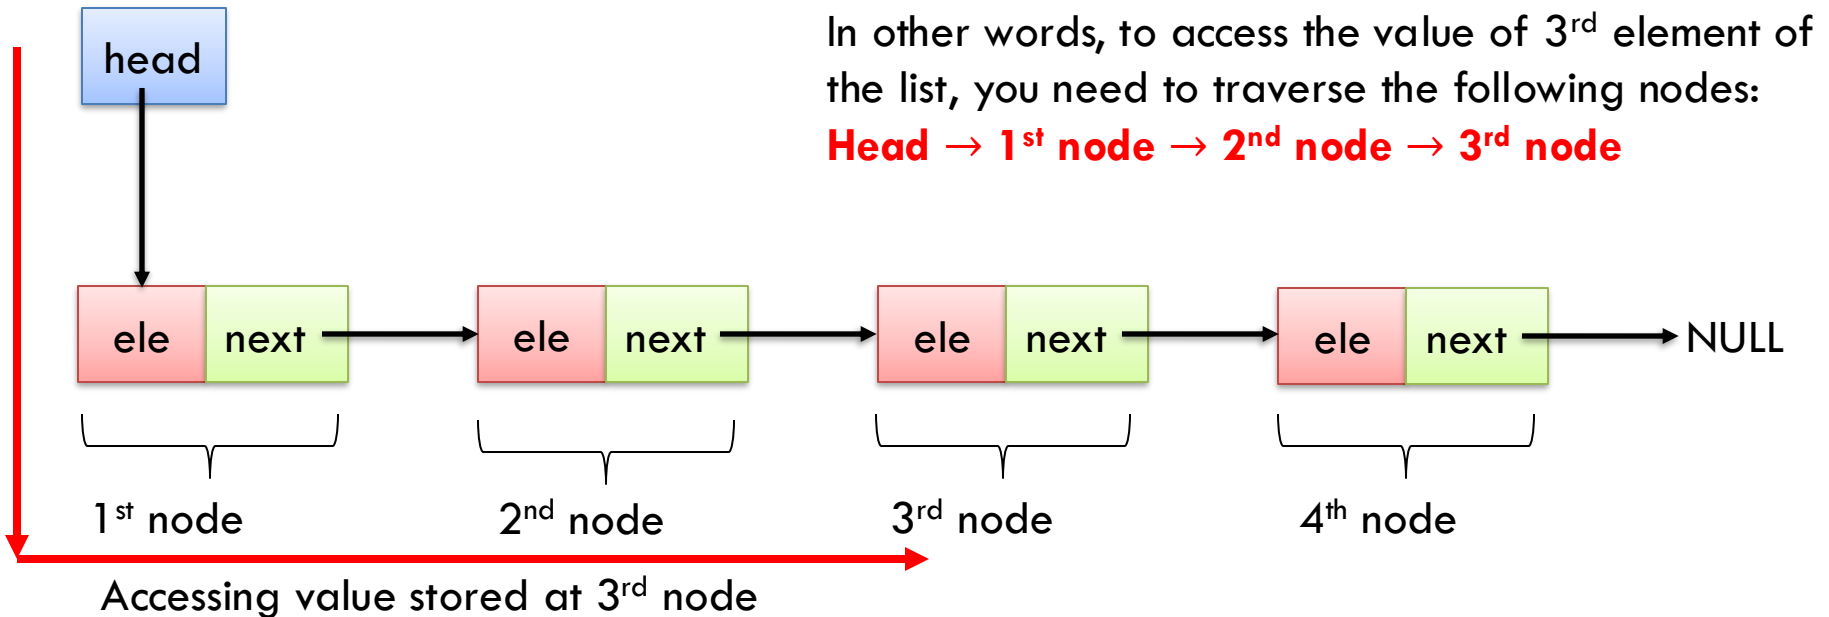 head
In other words, to access the value of 3rd element of
the list, you need to traverse the following nodes:
Head → 1st node → 2nd node → 3rd node
ele next ele next ele next ele next NULL
1st node 2nd node 3rd node 4th node
Accessing value stored at 3rd node